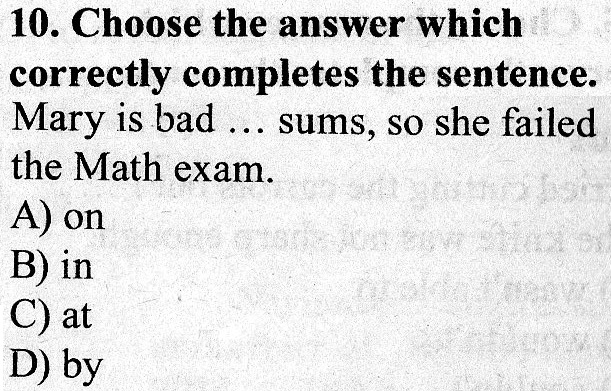 10. Choose the answer which
correctly completes the sentence.
Mary is bad ... sums, so she failed
the Math exam.
A) on
B) in
C) at
D) by